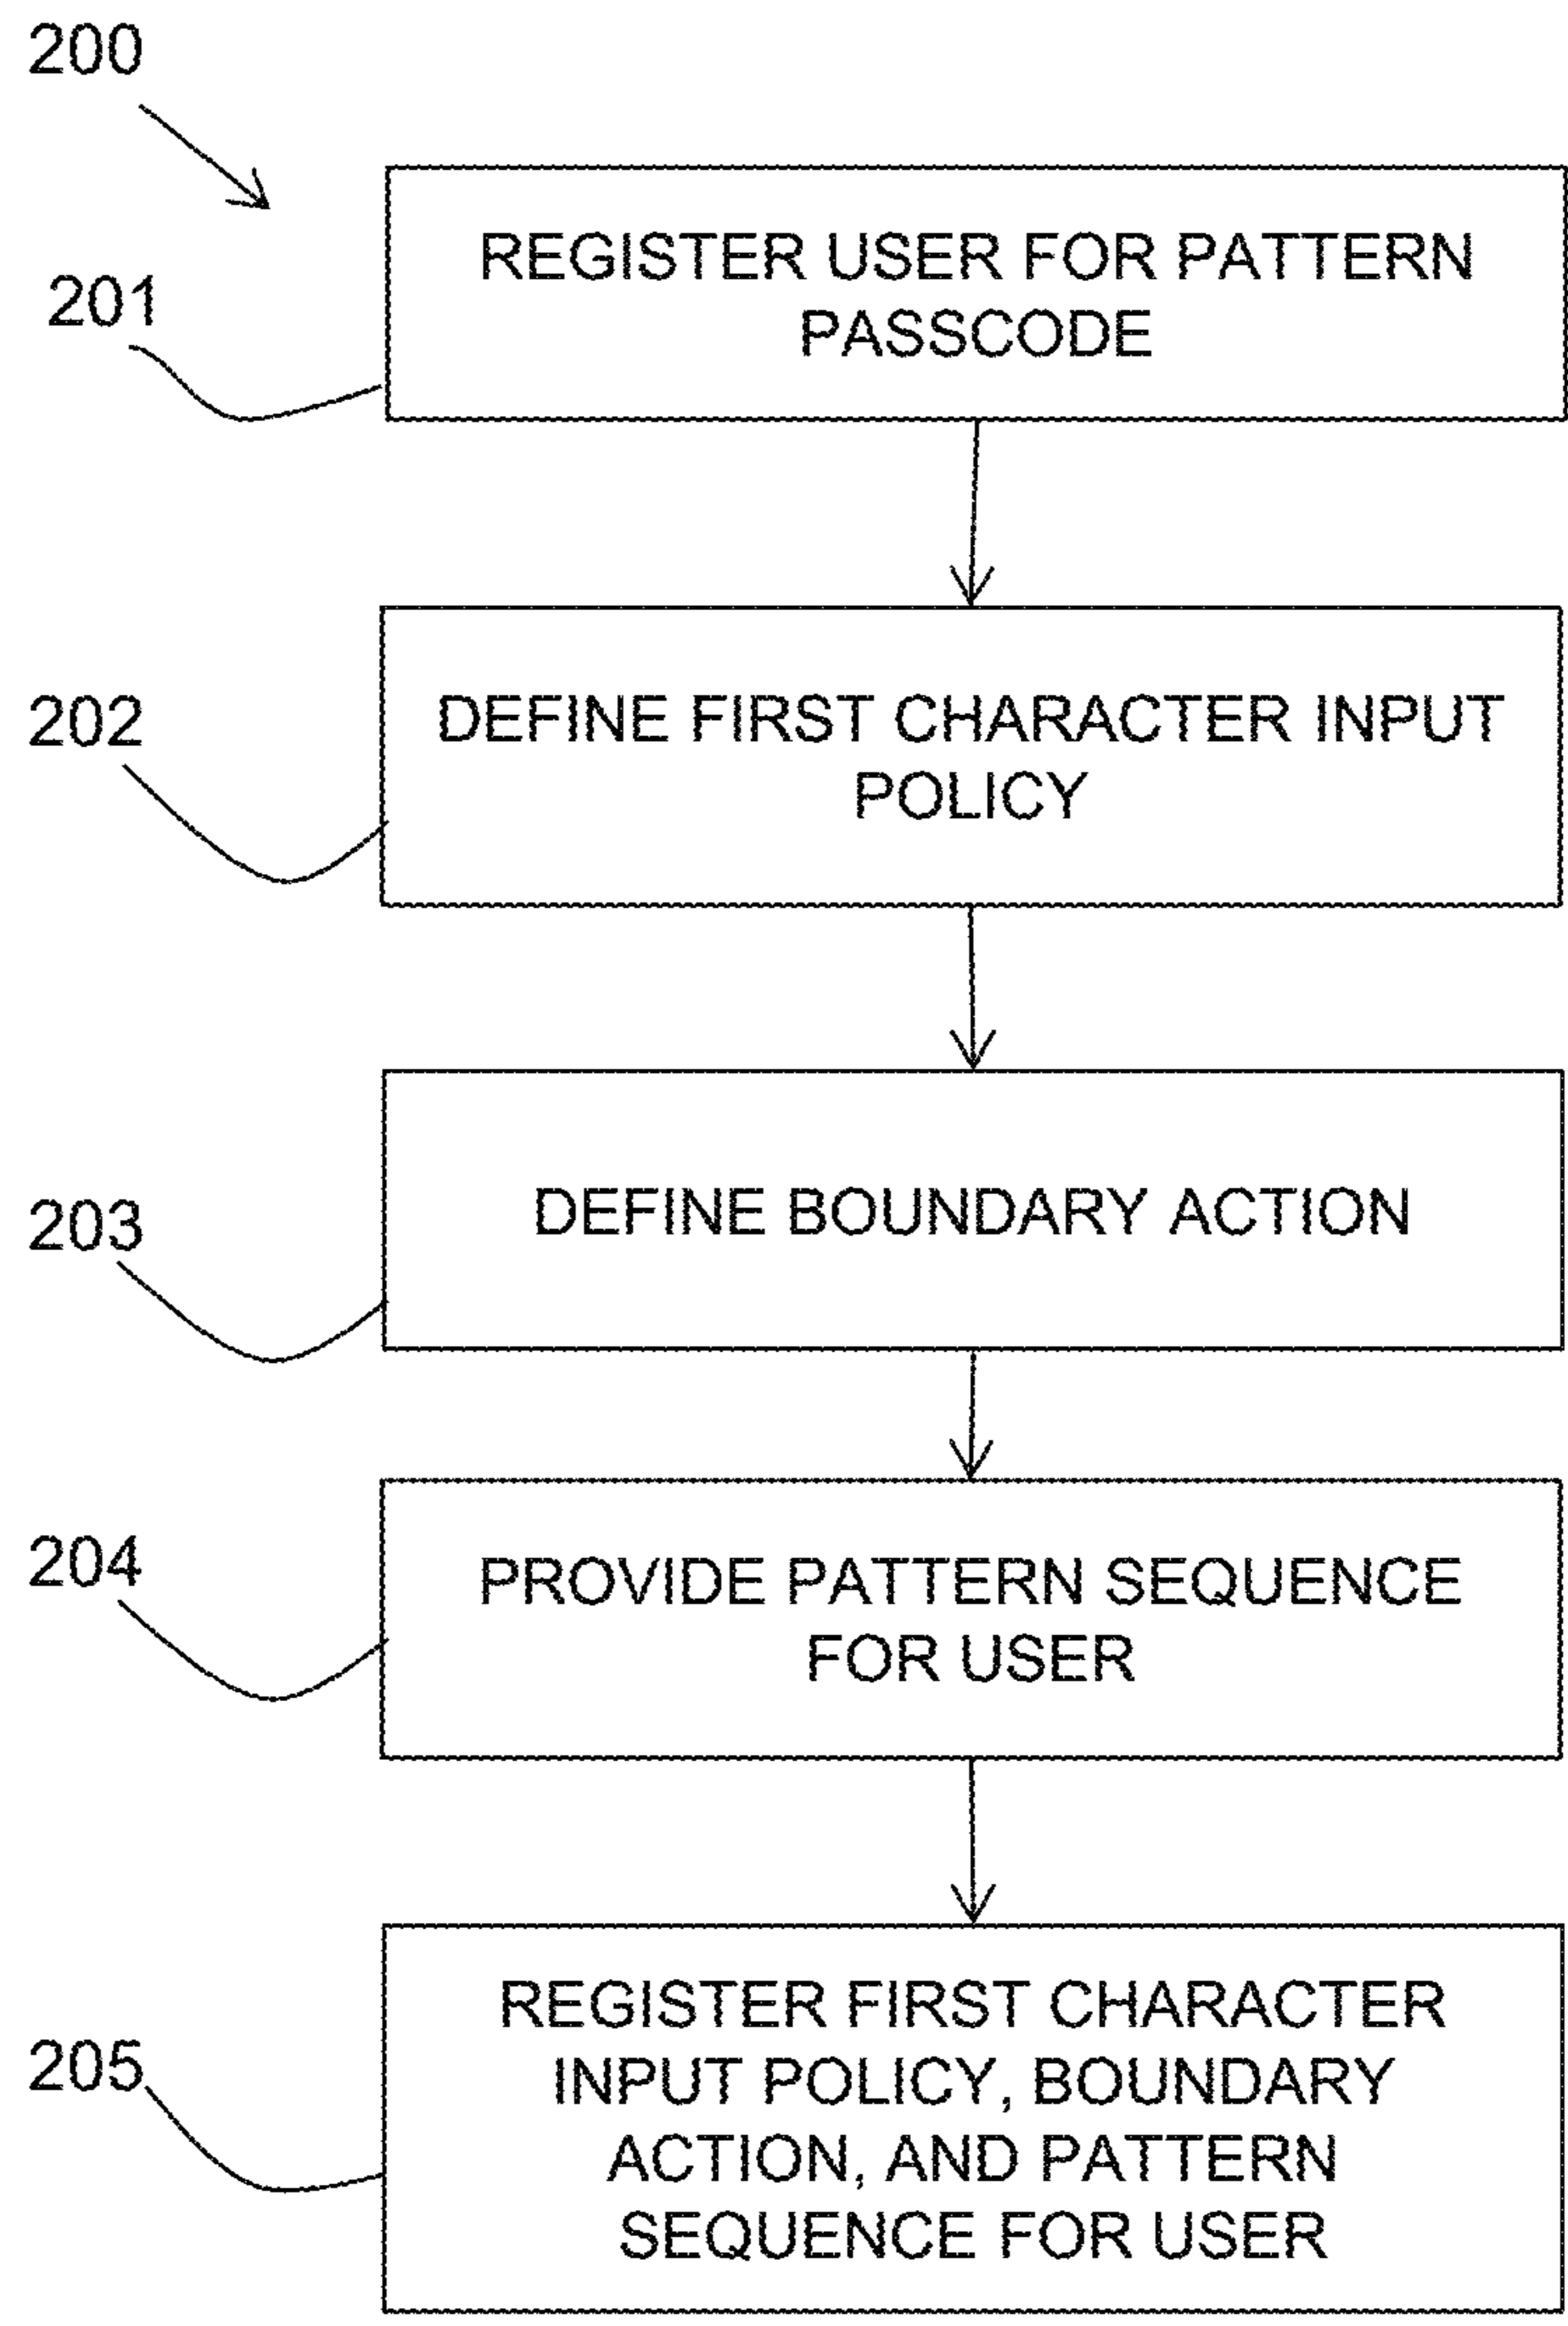 200
201
REGISTER USER FOR PATTERN
PASSCODE
202
DEFINE FIRST CHARACTER INPUT
POLICY
203
DEFINE BOUNDARY ACTION
204
PROVIDE PATTERN SEQUENCE
FOR USER
205
REGISTER FIRST CHARACTER
INPUT POLICY, BOUNDARY
ACTION, AND PATTERN
SEQUENCE FOR USER